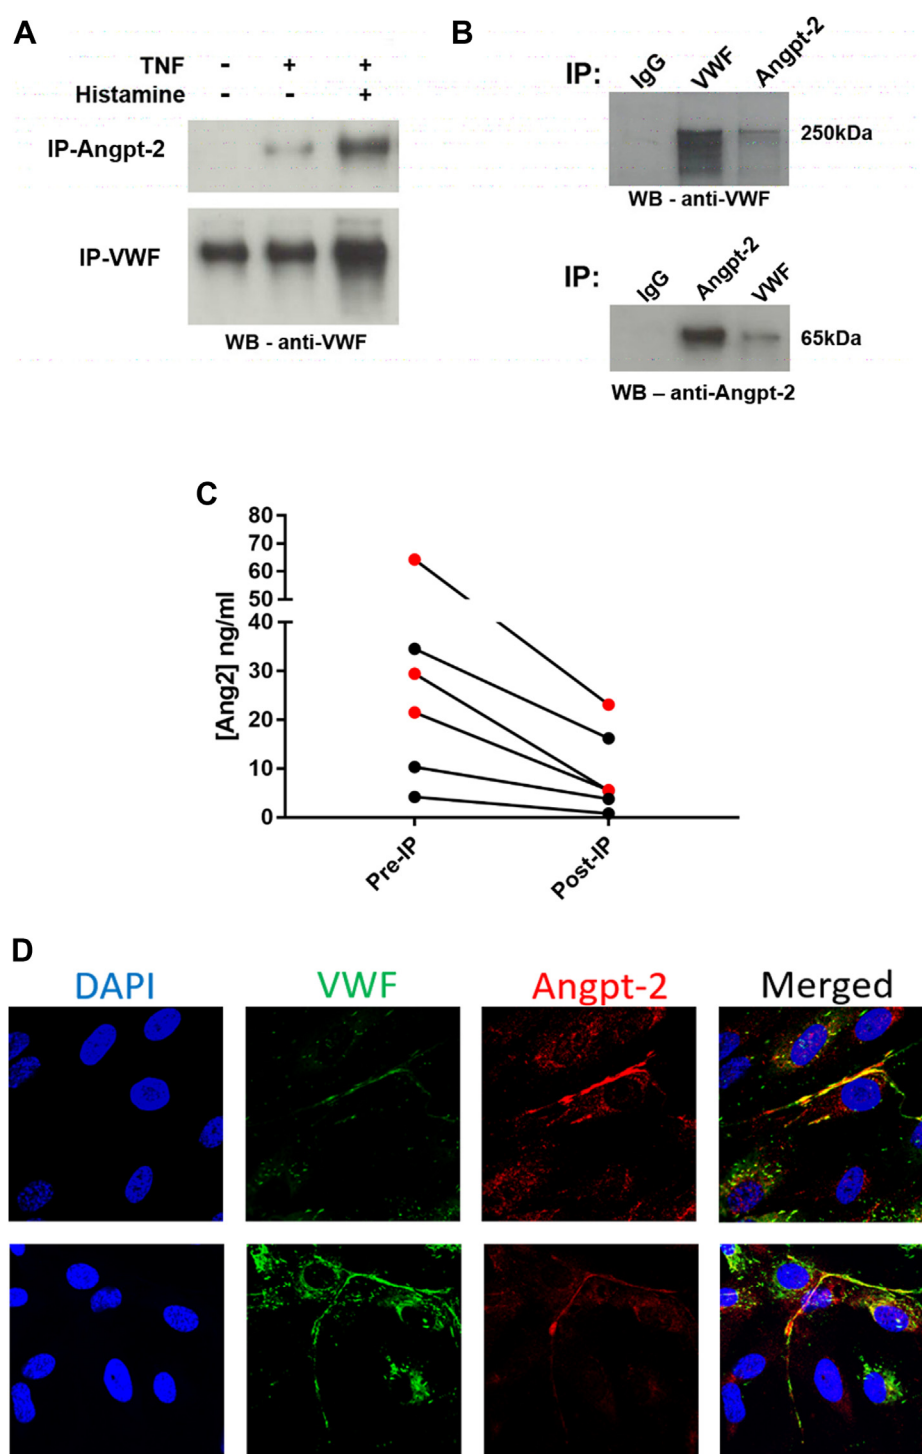 A
TNF - + +
Histamine - - +
IP-Angpt-2
IP-VWF
WB - anti-VWF
B
IP: IgG VWF Angpt-2
250kDa
WB - anti-VWF
IP: IgG Angpt-2 VWF
65kDa
WB – anti-Angpt-2
C
[Ang2] ng/ml
80
70
60
50
40
30
20
10
0
Pre-IP Post-IP
D
DAPI VWF Angpt-2 Merged